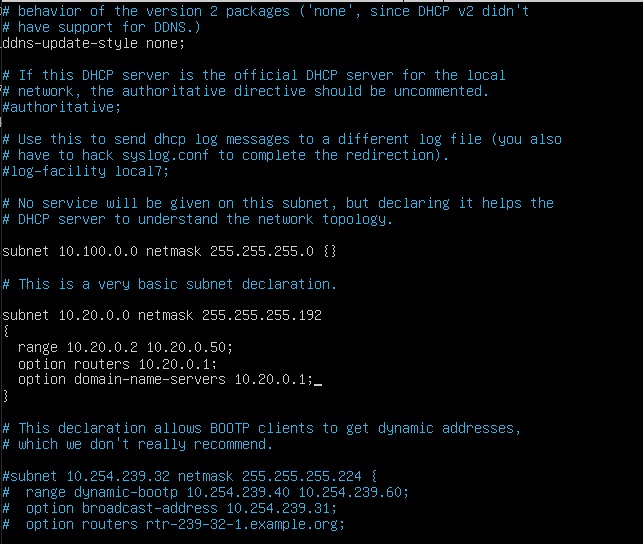 # behavior of the version 2 packages ('none', since DHCP v2 didn't
# have support for DDNS.)
ddns-update-style none;
# If this DHCP server is the official DHCP server for the local
# network, the authoritative directive should be uncommented.
#authoritative;
# Use this to send dhcp log messages to a different log file (you also
# have to hack syslog.conf to complete the redirection).
#log-facility local7;
# No service will be given on this subnet, but declaring it helps the
# DHCP server to understand the network topology.
subnet 10.100.0.0 netmask 255.255.255.0 {}
# This is a very basic subnet declaration.
subnet 10.20.0.0 netmask 255.255.255.192
{
  range 10.20.0.2 10.20.0.50;
  option routers 10.20.0.1;
  option domain-name-servers 10.20.0.1;_
}
# This declaration allows BOOTP clients to get dynamic addresses,
# which we don't really recommend.
#subnet 10.254.239.32 netmask 255.255.255.224 {
#  range dynamic-bootp 10.254.239.40 10.254.239.60;
#  option broadcast-address 10.254.239.31;
#  option routers rtr-239-32-1.example.org;